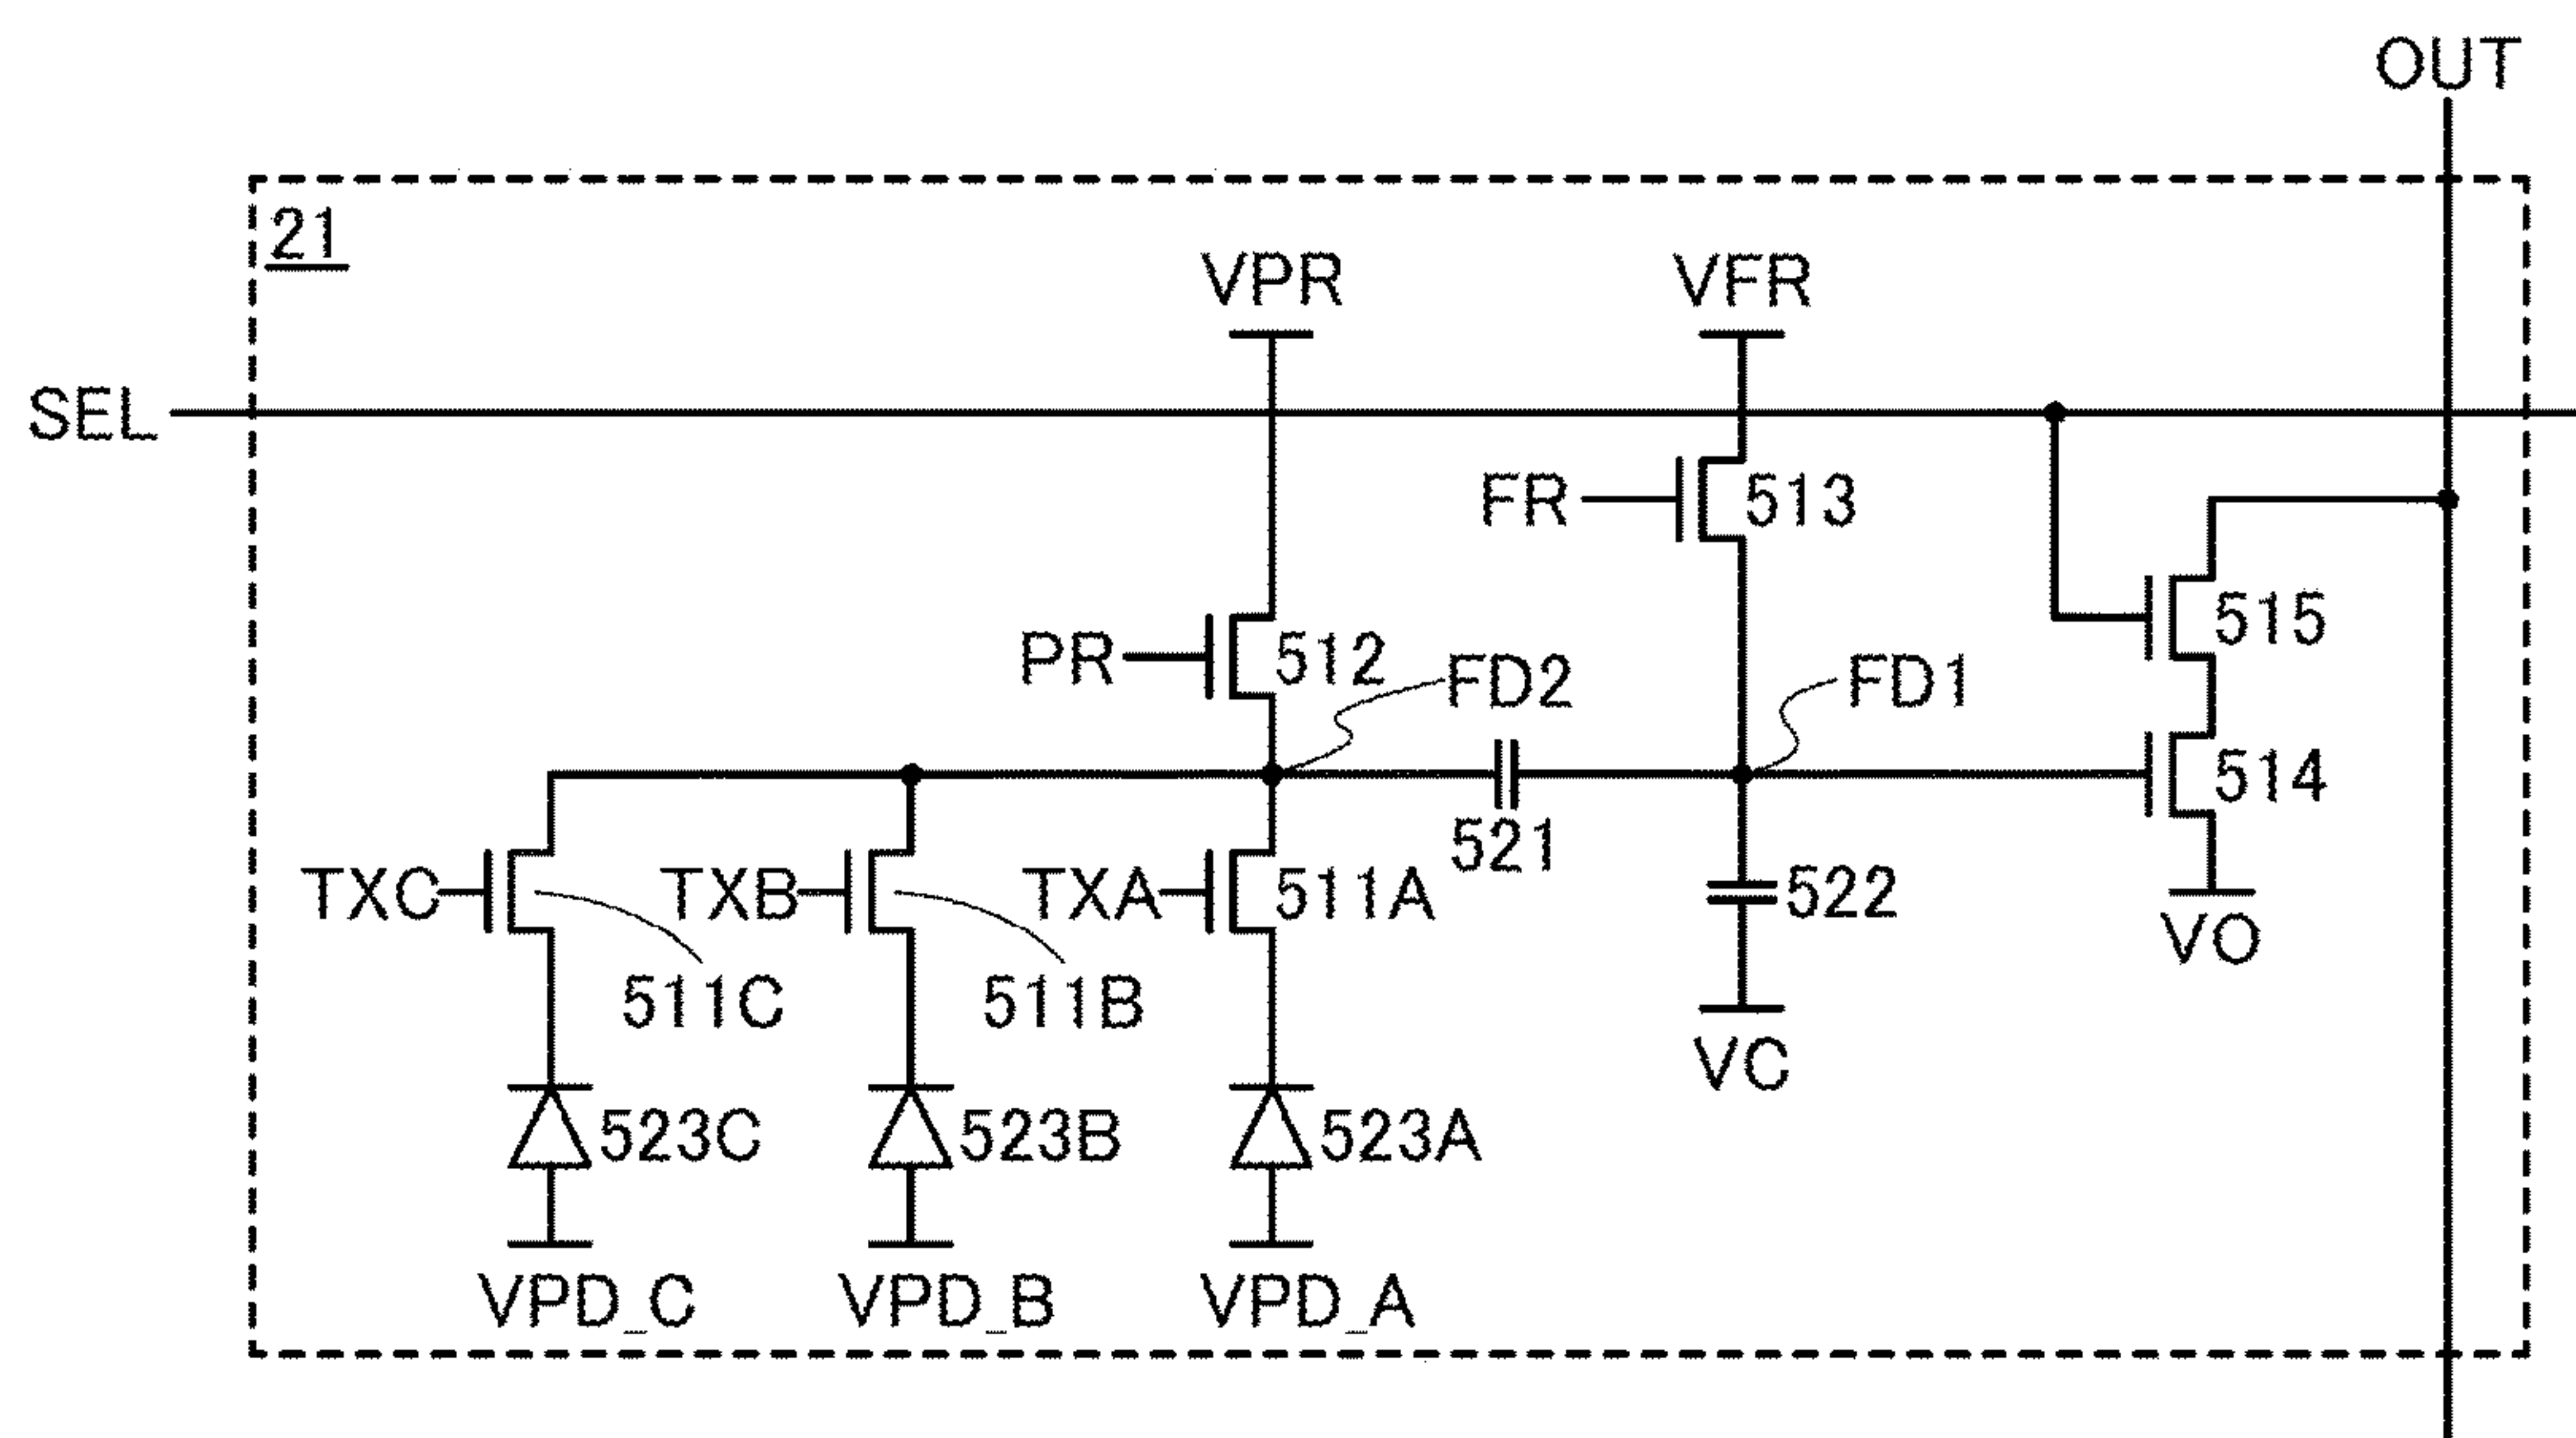 OUT
21
VPR VFR
SEL
FR 513
515
PR 512 FD2 FD1
514
521
TXC TXB TXA 511A 522
VO
511C 511B
VC
523C 523B 523A
VPD_C VPD_B VPD_A